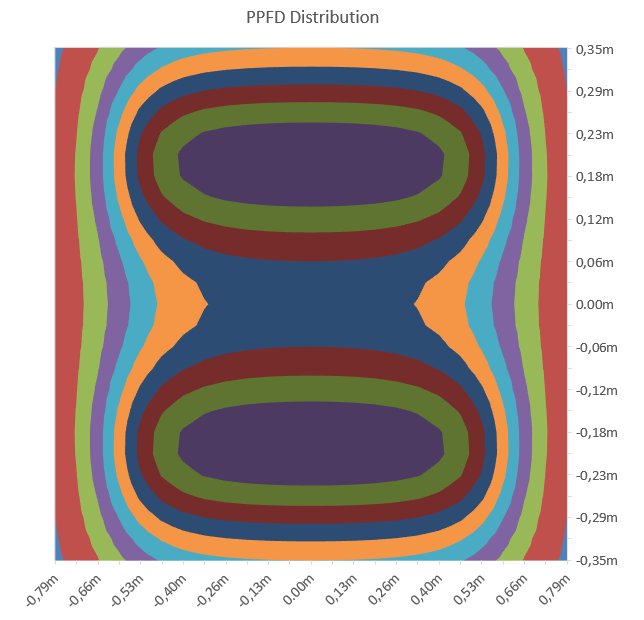 PPFD Distribution
0,35m
0,29m
0,23m
0,18m
0,12m
0,06m
0.00m
-0,06m
-0,12m
-0,18m
-0,23m
-0,29m
-0,35m
-0,79m
-0,66m
-0,53m
-0,40m
-0,26m
-0,13m
0.00m
0,13m
0,26m
0,40m
0,53m
0,66m
0,79m